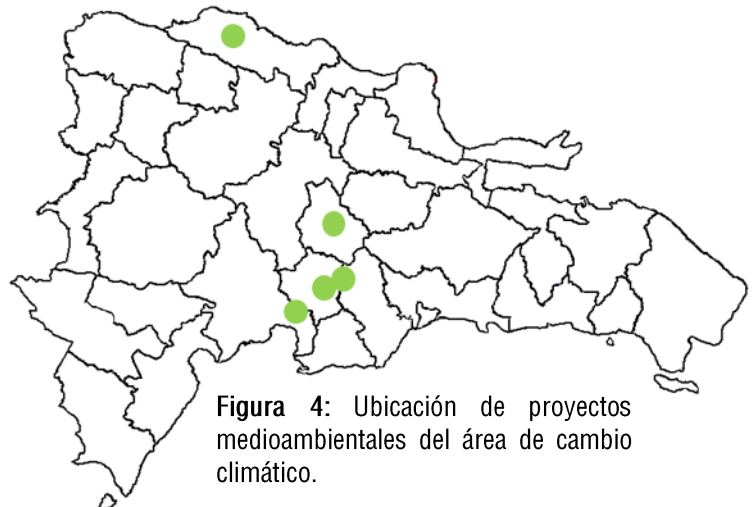 Figura 4: Ubicación de proyectos
medioambientales del área de cambio
climático.